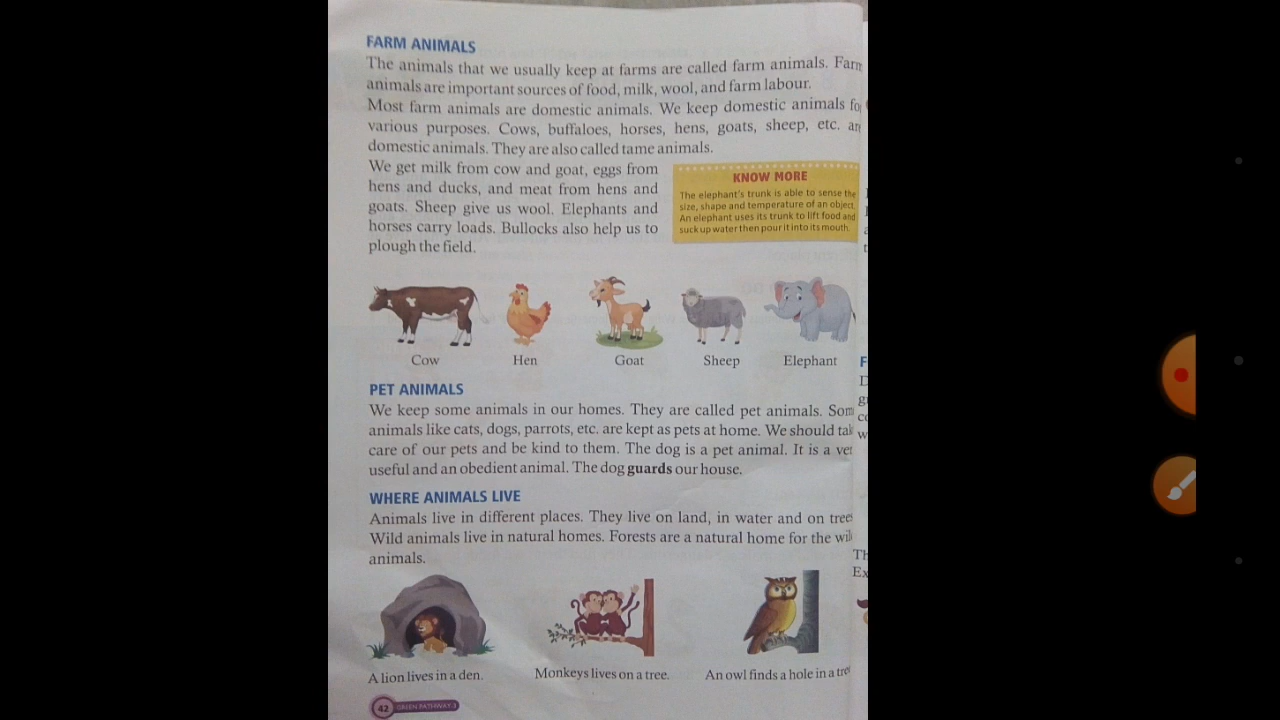 FARM ANIMALS
The animals that we usually keep at farms are called farm animals. Farm
animals are important sources of food, milk, wool, and farm labour.
Most farm animals are domestic animals. We keep domestic animals fo
various purposes. Cows, buffaloes, horses, hens, goats, sheep, etc. ar
domestic animals. They are also called tame animals.
We get milk from cow and goat, eggs from
hens and ducks, and meat from hens and
goats. Sheep give us wool. Elephants and
horses carry loads. Bullocks also help us to
plough the field.
KNOW MORE
The elephant's trunk is able to sense the
size, shape and temperature of an object.
An elephant uses its trunk to lift food and
suck up water then pour it into its mouth.
Cow Hen Goat Sheep Elephant
PET ANIMALS
We keep some animals in our homes. They are called pet animals. Som
animals like cats, dogs, parrots, etc. are kept as pets at home. We should tak
care of our pets and be kind to them. The dog is a pet animal. It is a ver
useful and an obedient animal. The dog guards our house.
WHERE ANIMALS LIVE
Animals live in different places. They live on land, in water and on trees
Wild animals live in natural homes. Forests are a natural home for the wil
animals.
A lion lives in a den. Monkeys lives on a tree. An owl finds a hole in a tree
42 GREEN PATHWAY 3
Th
Ex